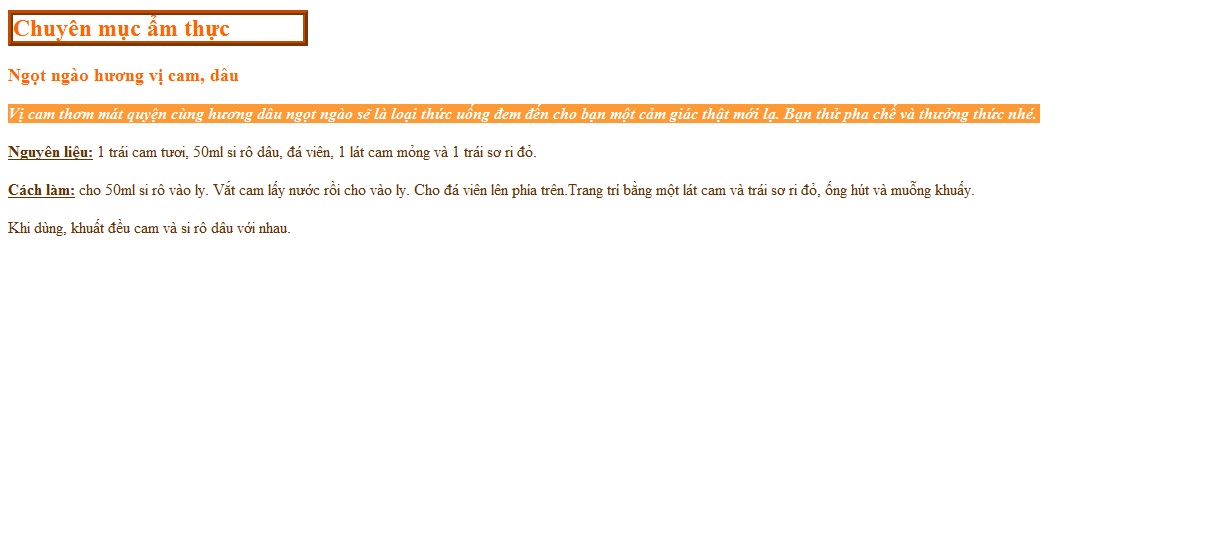 Chuyên mục ẩm thực
Ngọt ngào hương vị cam, dâu
Vị cam thơm mát quyện cùng hương dâu ngọt ngào sẽ là loại thức uống đem đến cho bạn một cảm giác thật mới lạ. Bạn thử pha chế và thưởng thức nhé.
Nguyên liệu: 1 trái cam tươi, 50ml si rô dâu, đá viên, 1 lát cam mỏng và 1 trái sơ ri đỏ.
Cách làm: cho 50ml si rô vào ly. Vắt cam lấy nước rồi cho vào ly. Cho đá viên lên phía trên.Trang trí bằng một lát cam và trái sơ ri đỏ, ống hút và muỗng khuấy.
Khi dùng, khuất đều cam và si rô dâu với nhau.